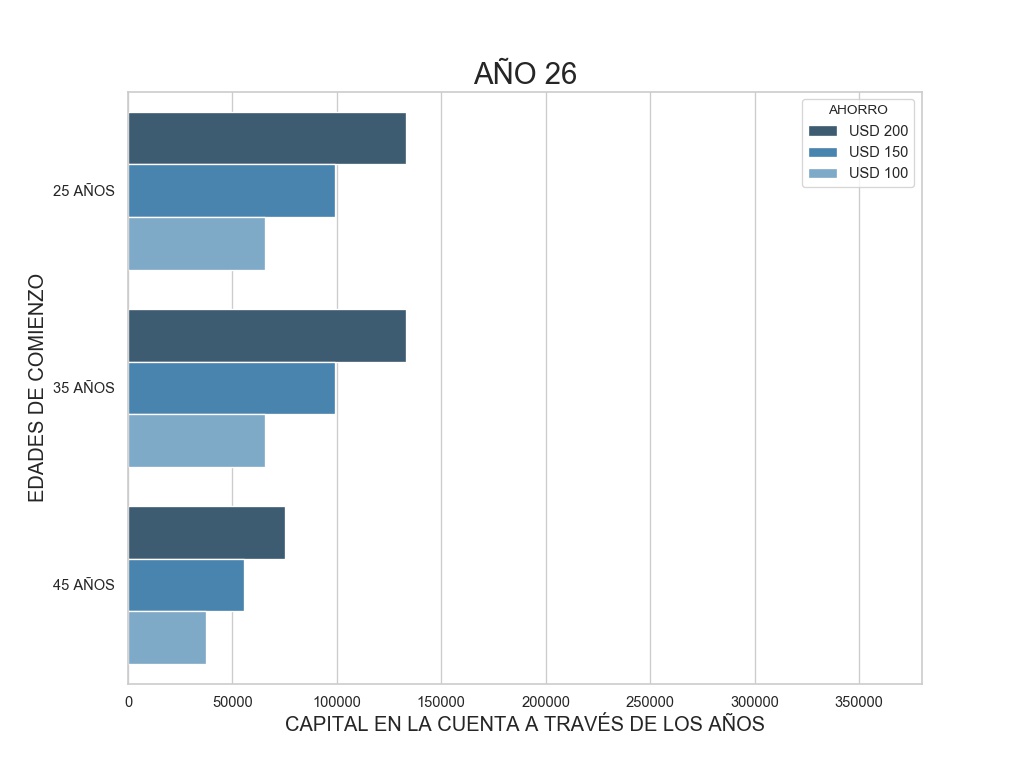 AÑO 26
AHORRO
USD 200
USD 150
USD 100
EDADES DE COMIENZO
25 AÑOS
35 AÑOS
45 AÑOS
0 50000 100000 150000 200000 250000 300000 350000
CAPITAL EN LA CUENTA A TRAVÉS DE LOS AÑOS